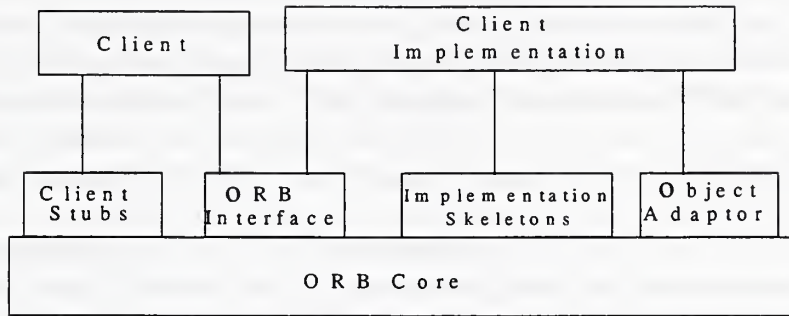 Client
Client
Implementation
Client
Stubs
ORB
Interface
Implementation
Skeletons
Object
Adaptor
ORB Core